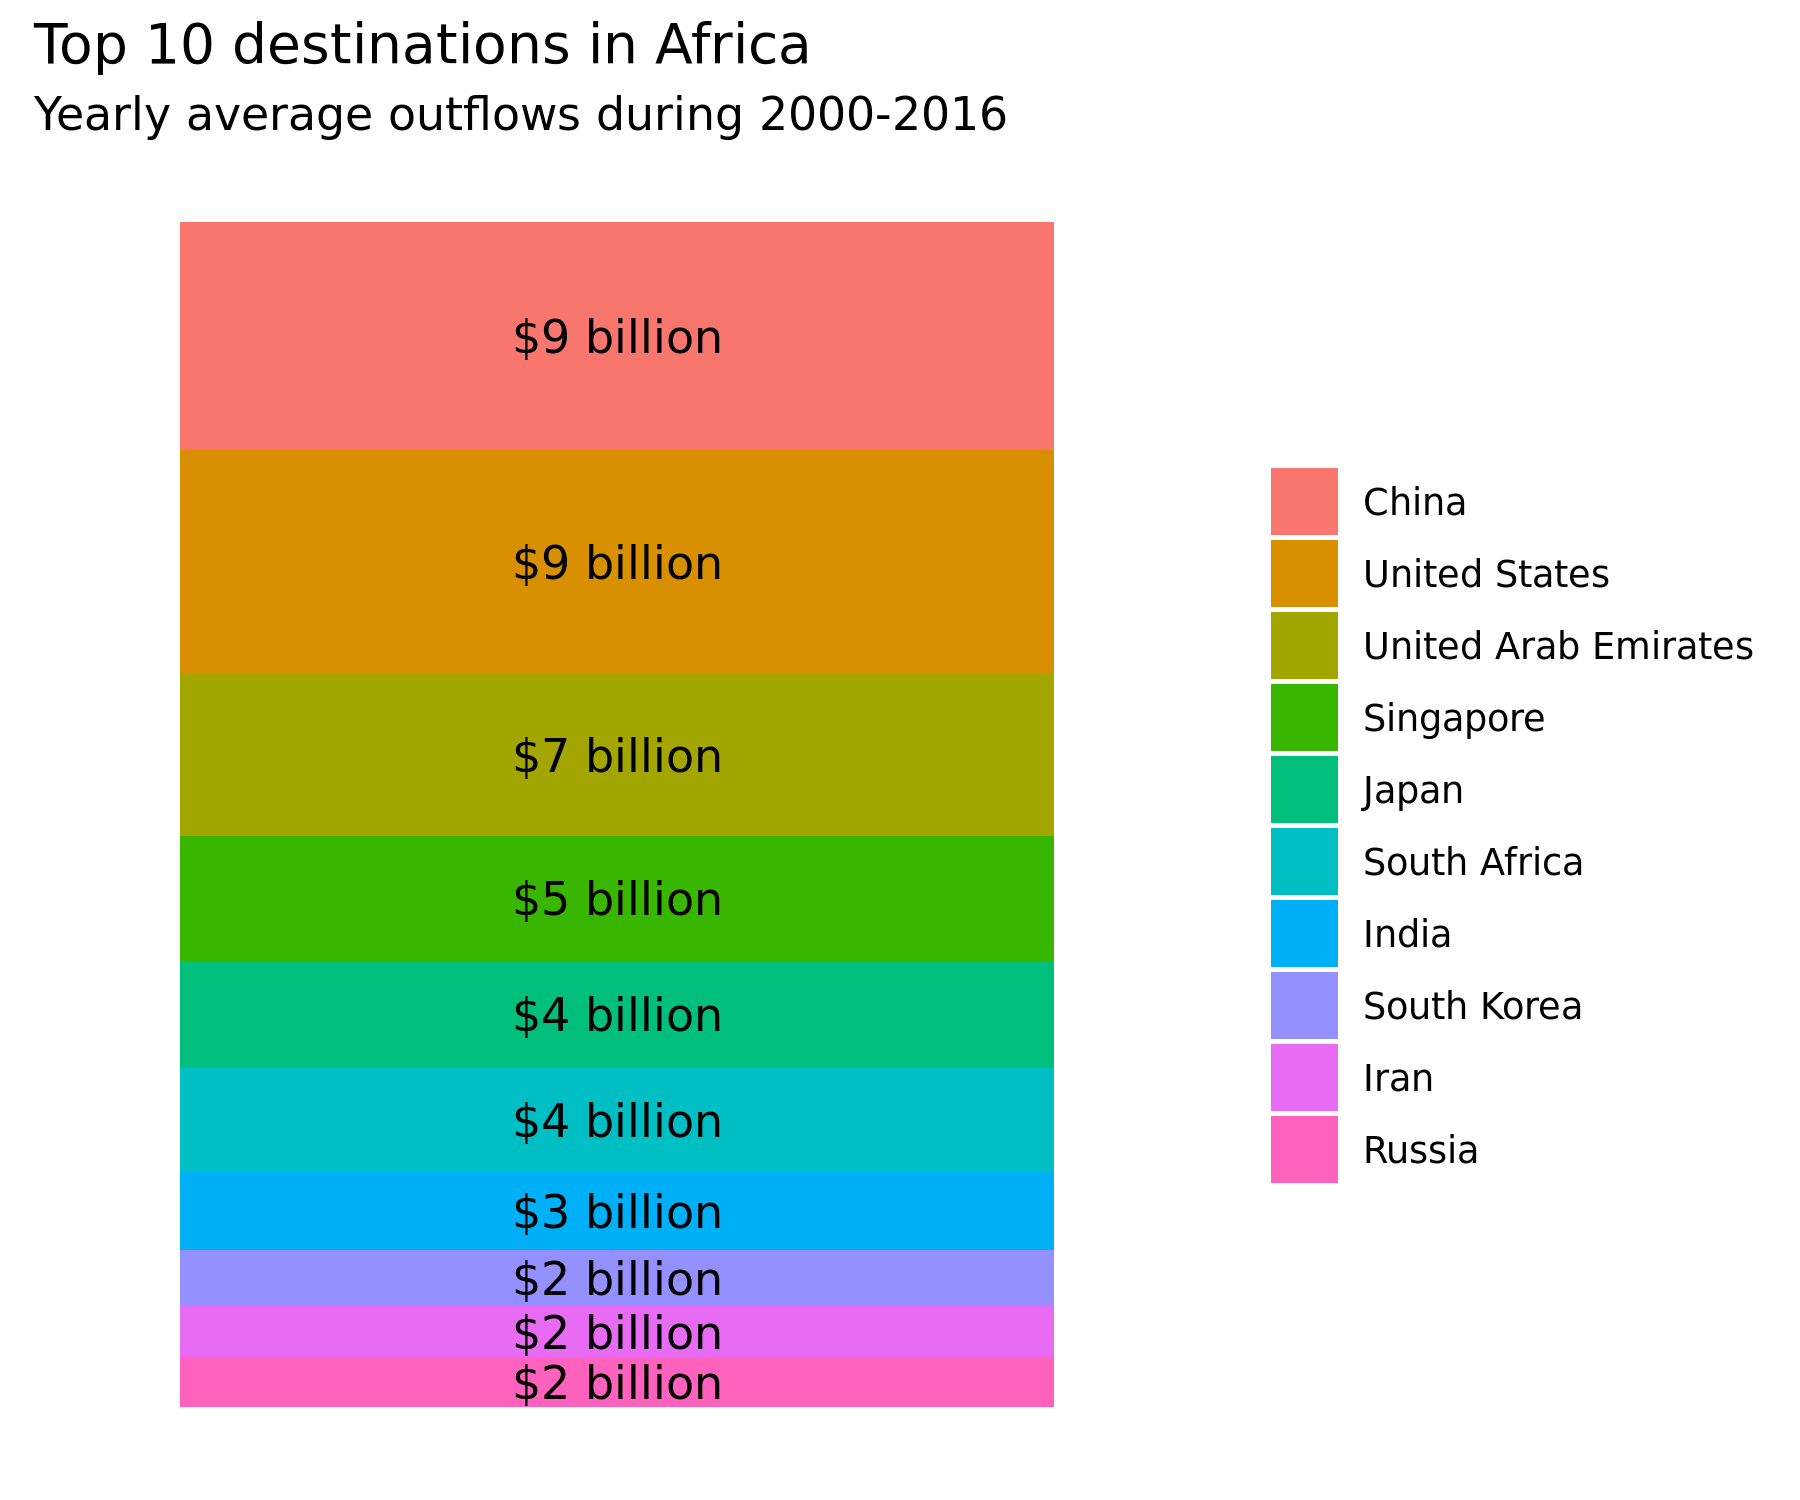 Top 10 destinations in Africa
Yearly average outflows during 2000-2016
$9 billion
$9 billion
$7 billion
$5 billion
$4 billion
$4 billion
$3 billion
$2 billion
$2 billion
$2 billion
China
United States
United Arab Emirates
Singapore
Japan
South Africa
India
South Korea
Iran
Russia